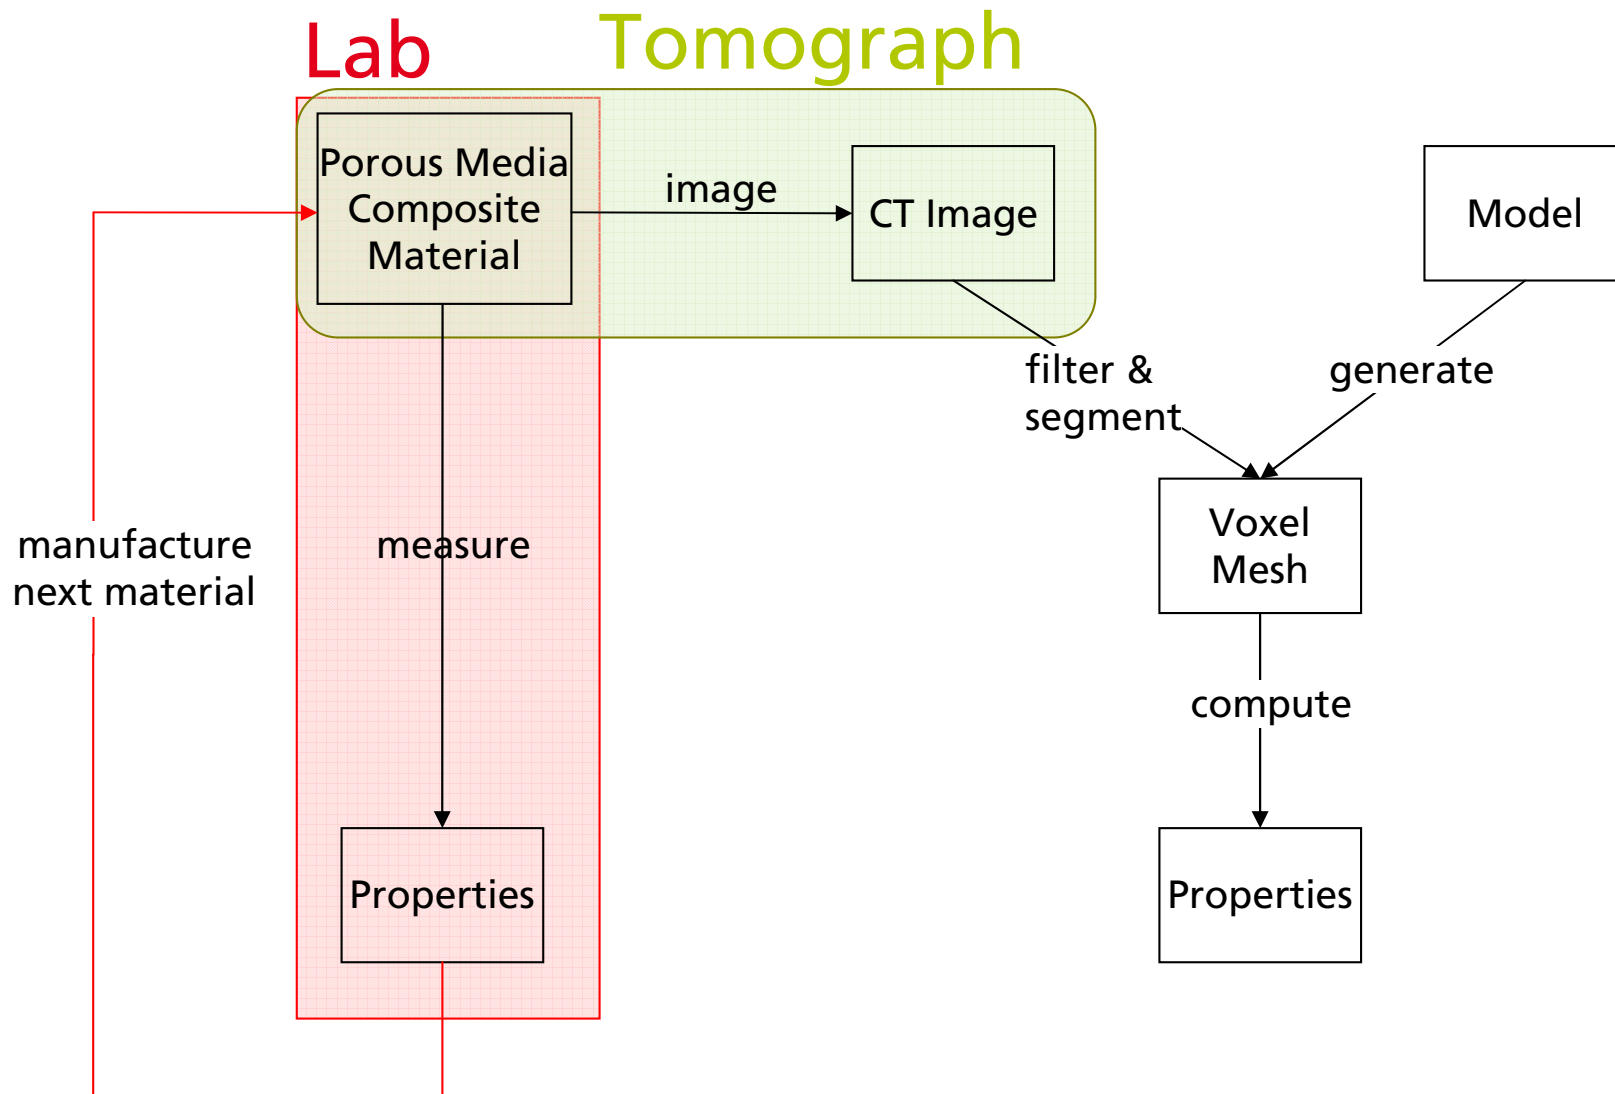 Lab
Tomograph
Porous Media
Composite
Material
image
CT Image
Model
filter &
segment
generate
manufacture
next material
measure
Voxel
Mesh
compute
Properties
Properties